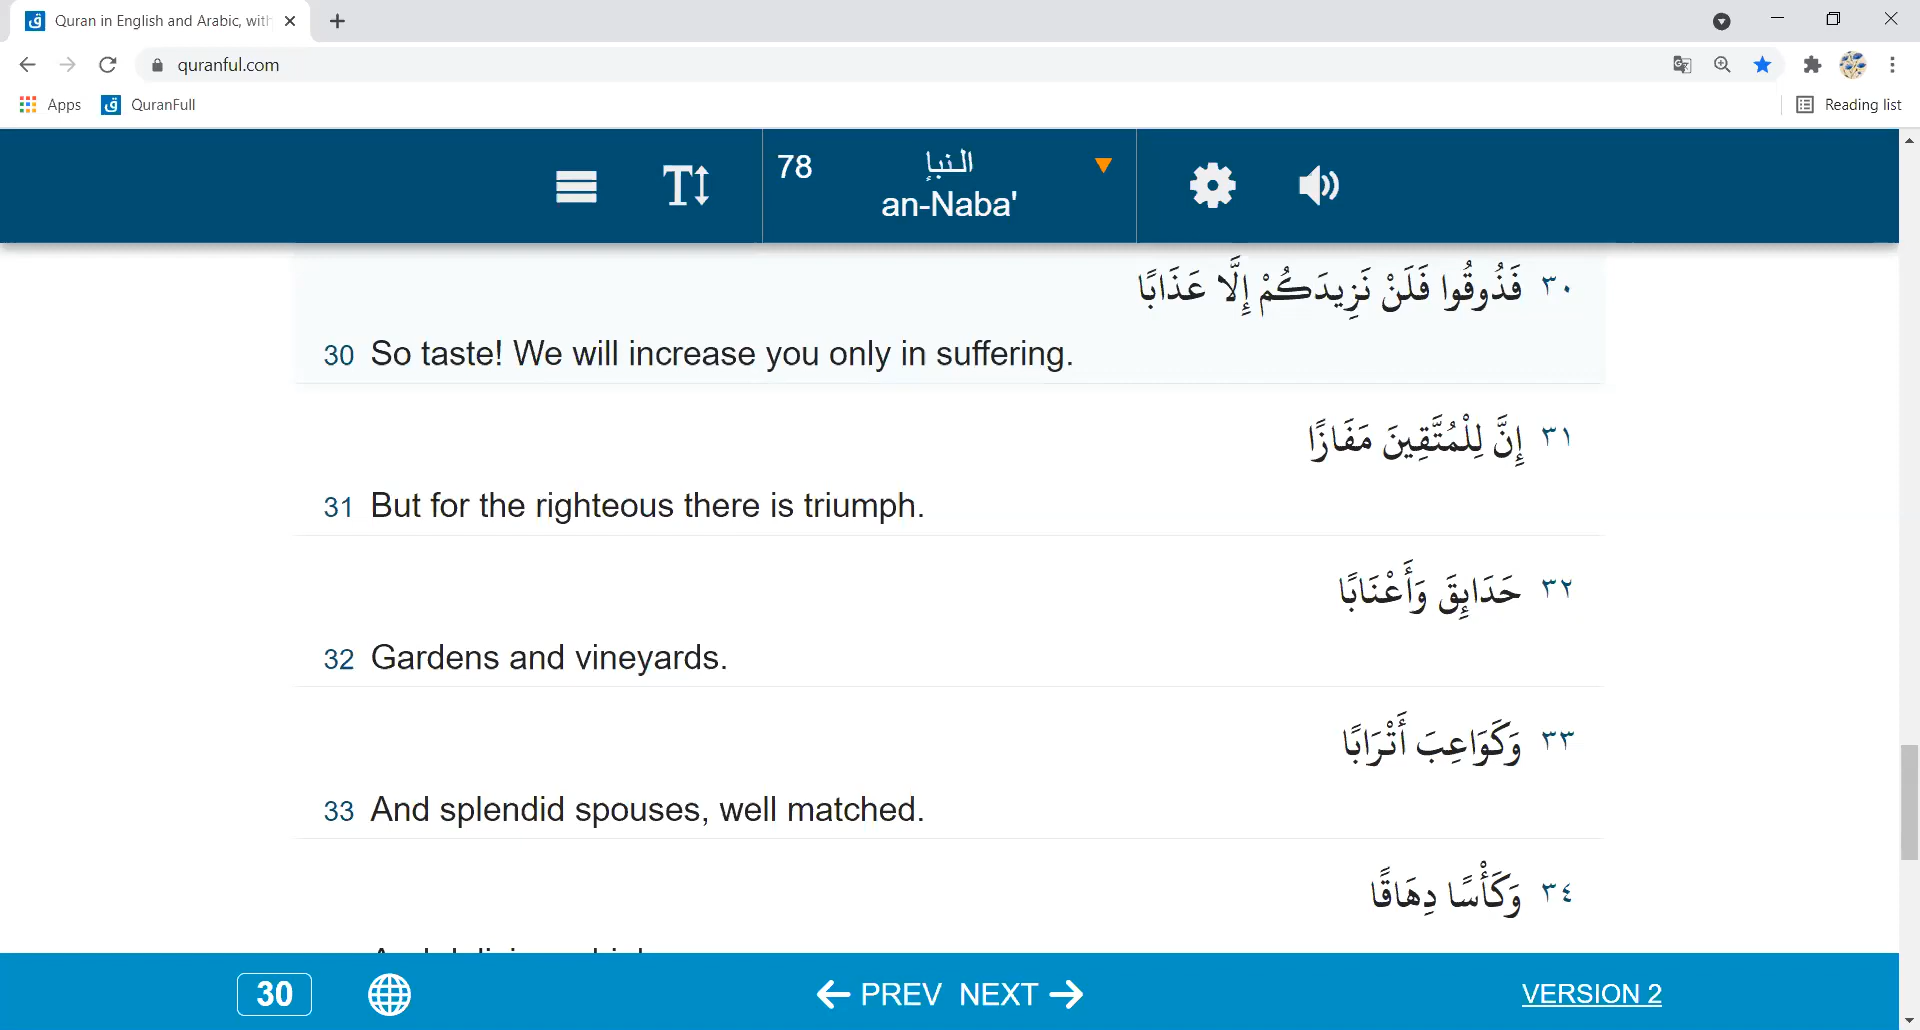 Quran in English and Arabic, with
quranful.com
Apps
QuranFull
Reading list
78
النبإ
an-Naba'
٣٠ فَذُوقُوا فَلَنْ نَزِيدَكُمْ إِلَّا عَذَابًا
30 So taste! We will increase you only in suffering.
٣١ إِنَّ لِلْمُتَّقِينَ مَفَازًا
31 But for the righteous there is triumph.
٣٢ حَدَائِقَ وَأَعْنَابًا
32 Gardens and vineyards.
٣٣ وَكَوَاعِبَ أَتْرَابًا
33 And splendid spouses, well matched.
٣٤ وَكَأْسًا دِهَاقًا
30
PREV NEXT
VERSION 2